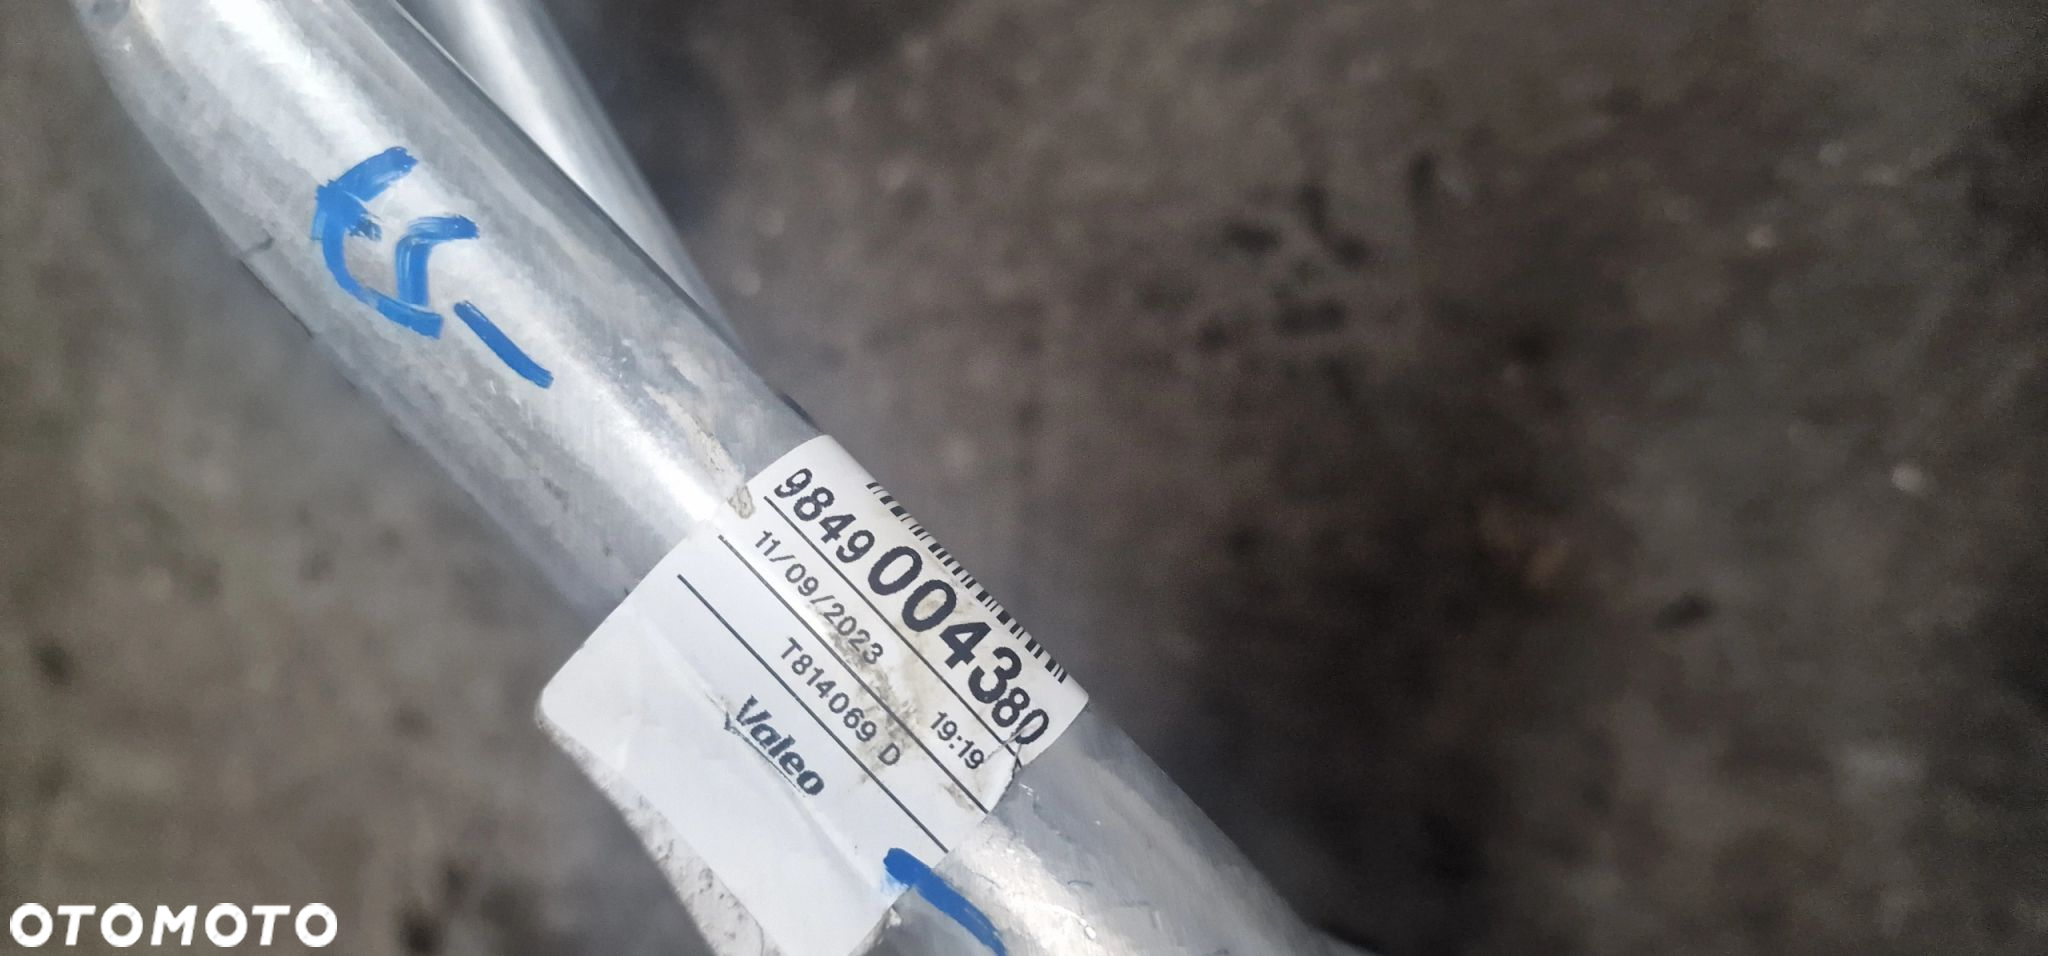 9849004380
11/09/2023 19:19
T814069 D
Valeo
OTOMOTO